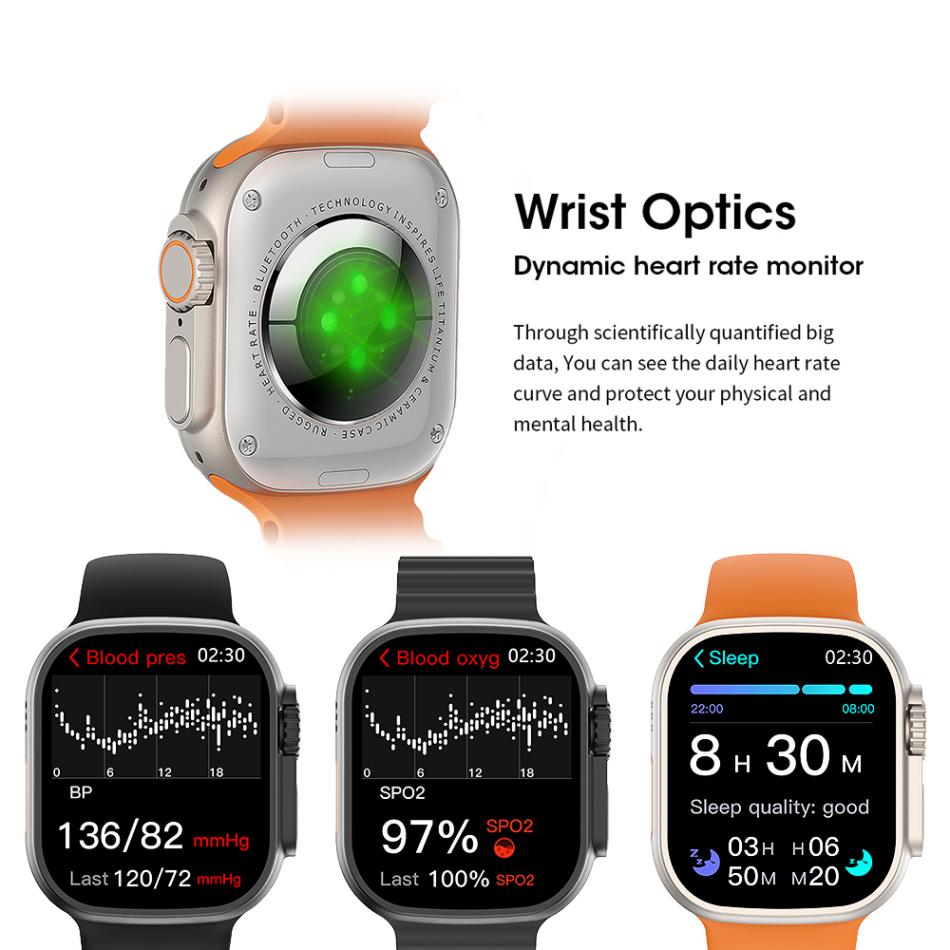 HEART RATE · BLUETOOTH · TECHNOLOGY INSPIRES LIFE TITANIUM & CERAMIC CASE · RUGGED ·
Wrist Optics
Dynamic heart rate monitor
Through scientifically quantified big
data, You can see the daily heart rate
curve and protect your physical and
mental health.
Blood pres 02:30
0 6 12 18
BP
136/82 mmHg
Last 120/72 mmHg
Blood oxyg 02:30
0 6 12 18
SPO2
97% SPO2
Last 100% SPO2
Sleep 02:30
22:00 08:00
8 H 30 M
Sleep quality: good
03H H06
50M M20